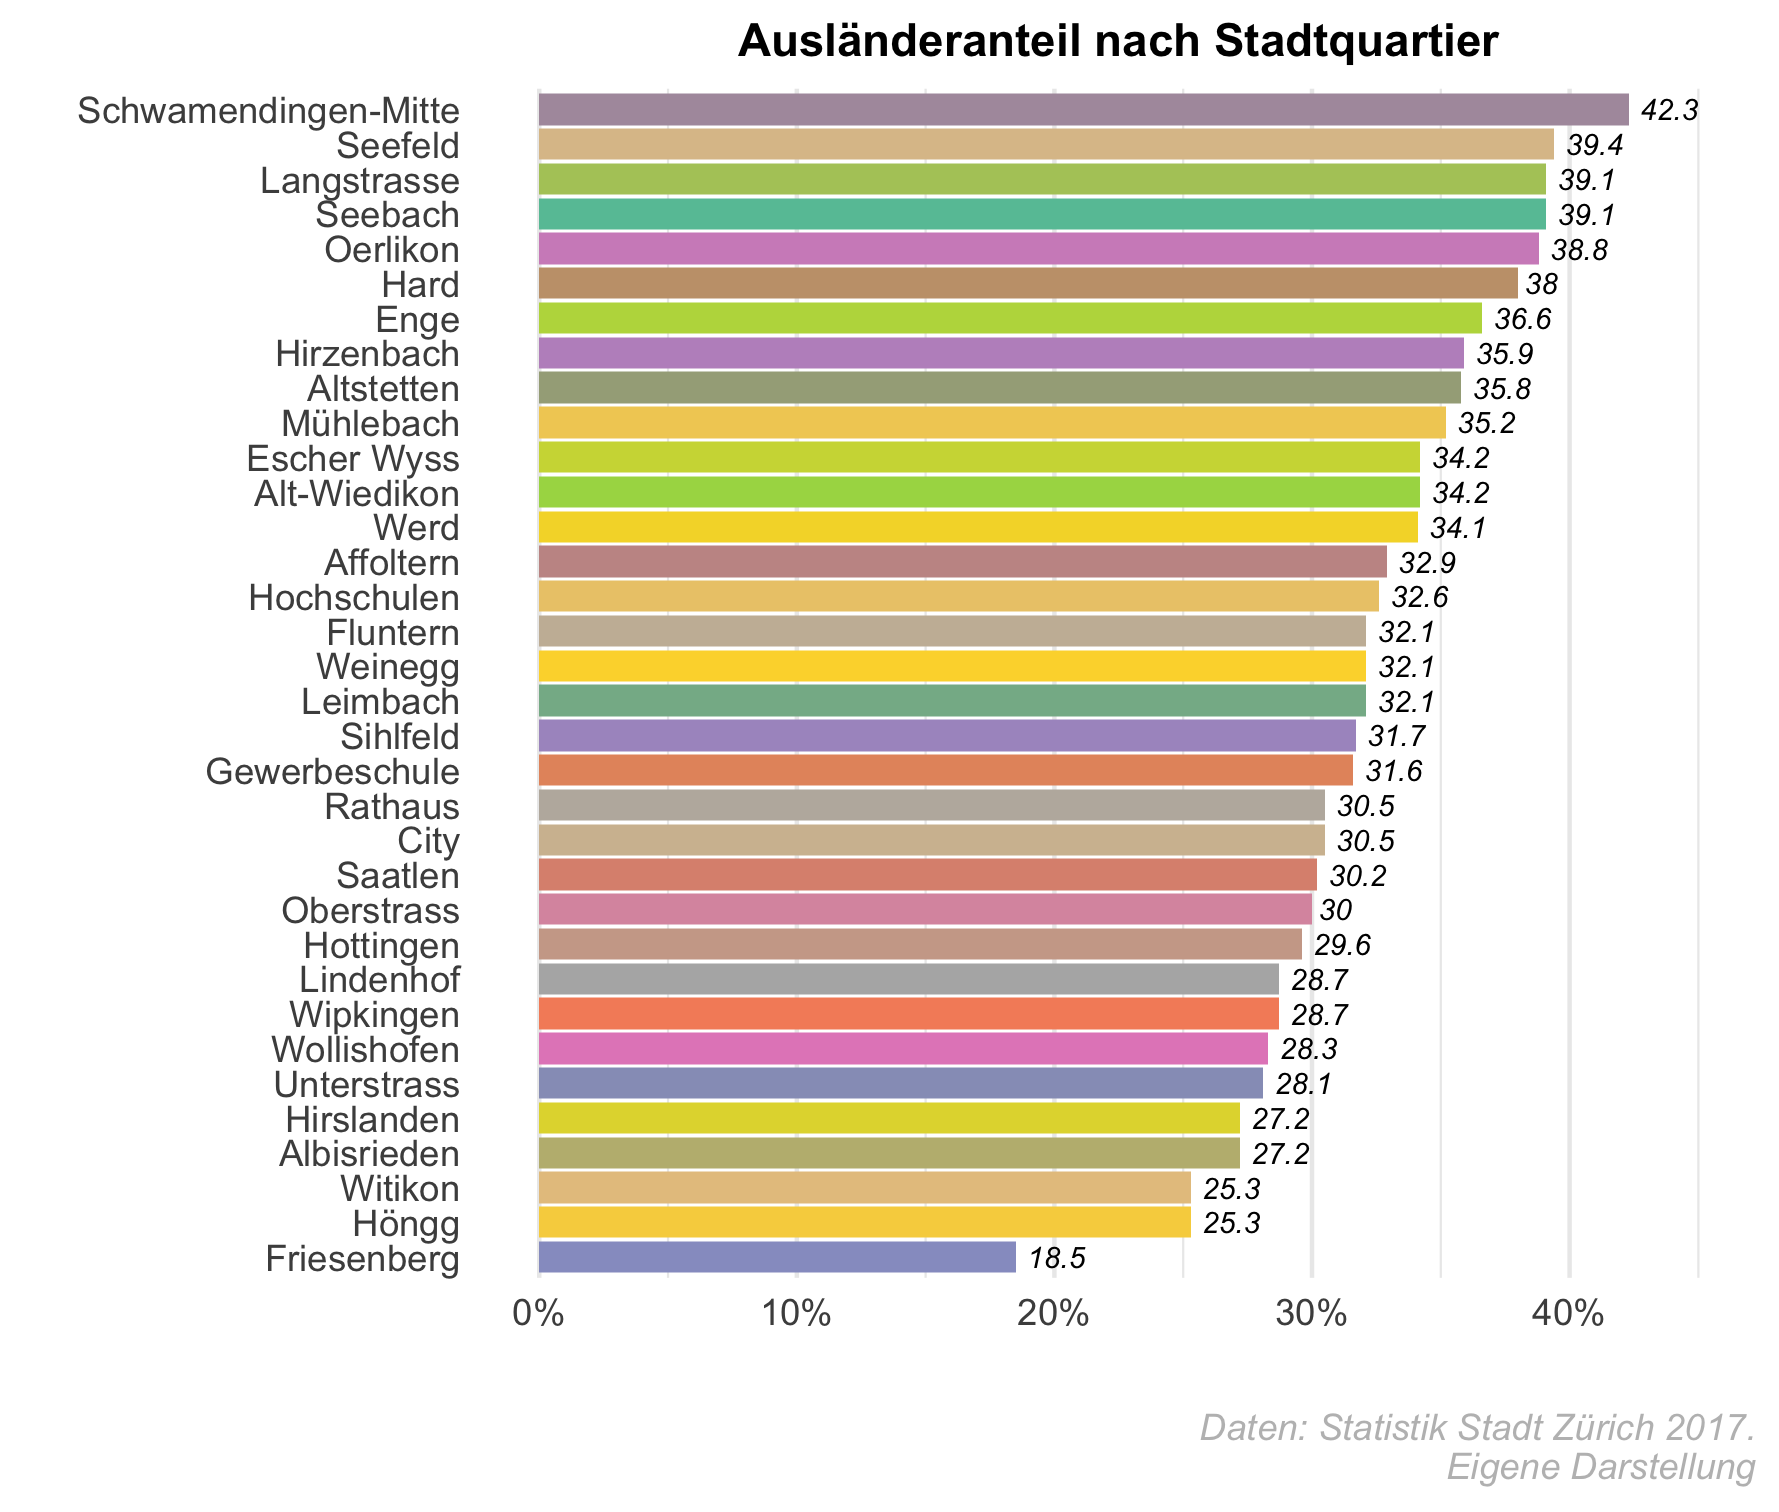 Ausländeranteil nach Stadtquartier
Schwamendingen-Mitte 42.3
Seefeld 39.4
Langstrasse 39.1
Seebach 39.1
Oerlikon 38.8
Hard 38
Enge 36.6
Hirzenbach 35.9
Altstetten 35.8
Mühlebach 35.2
Escher Wyss 34.2
Alt-Wiedikon 34.2
Werd 34.1
Affoltern 32.9
Hochschulen 32.6
Fluntern 32.1
Weinegg 32.1
Leimbach 32.1
Sihlfeld 31.7
Gewerbeschule 31.6
Rathaus 30.5
City 30.5
Saatlen 30.2
Oberstrass 30
Hottingen 29.6
Lindenhof 28.7
Wipkingen 28.7
Wollishofen 28.3
Unterstrass 28.1
Hirslanden 27.2
Albisrieden 27.2
Witikon 25.3
Höngg 25.3
Friesenberg 18.5
0% 10% 20% 30% 40%
Daten: Statistik Stadt Zürich 2017.
Eigene Darstellung